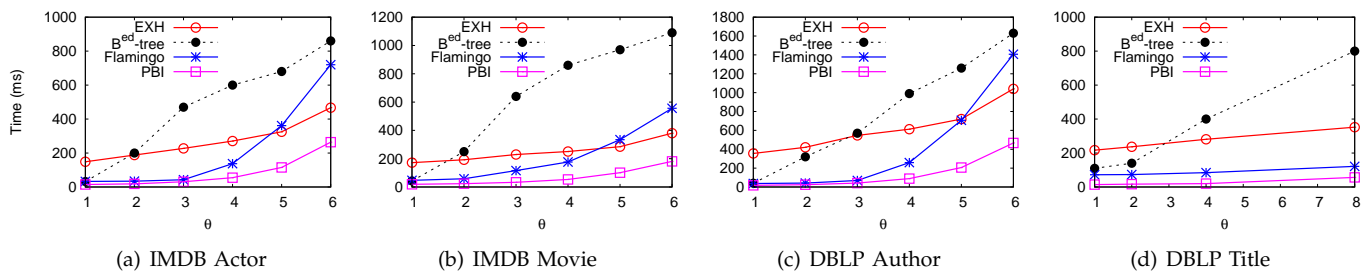 Time (ms)
0
200
400
600
800
1000
1 2 3 4 5 6
θ
EXH
B^ed-tree
Flamingo
PBI
(a) IMDB Actor
0
200
400
600
800
1000
1200
1 2 3 4 5 6
θ
EXH
B^ed-tree
Flamingo
PBI
(b) IMDB Movie
0
200
400
600
800
1000
1200
1400
1600
1800
1 2 3 4 5 6
θ
EXH
B^ed-tree
Flamingo
PBI
(c) DBLP Author
0
200
400
600
800
1000
1 2 3 4 5 6 7 8
θ
EXH
B^ed-tree
Flamingo
PBI
(d) DBLP Title